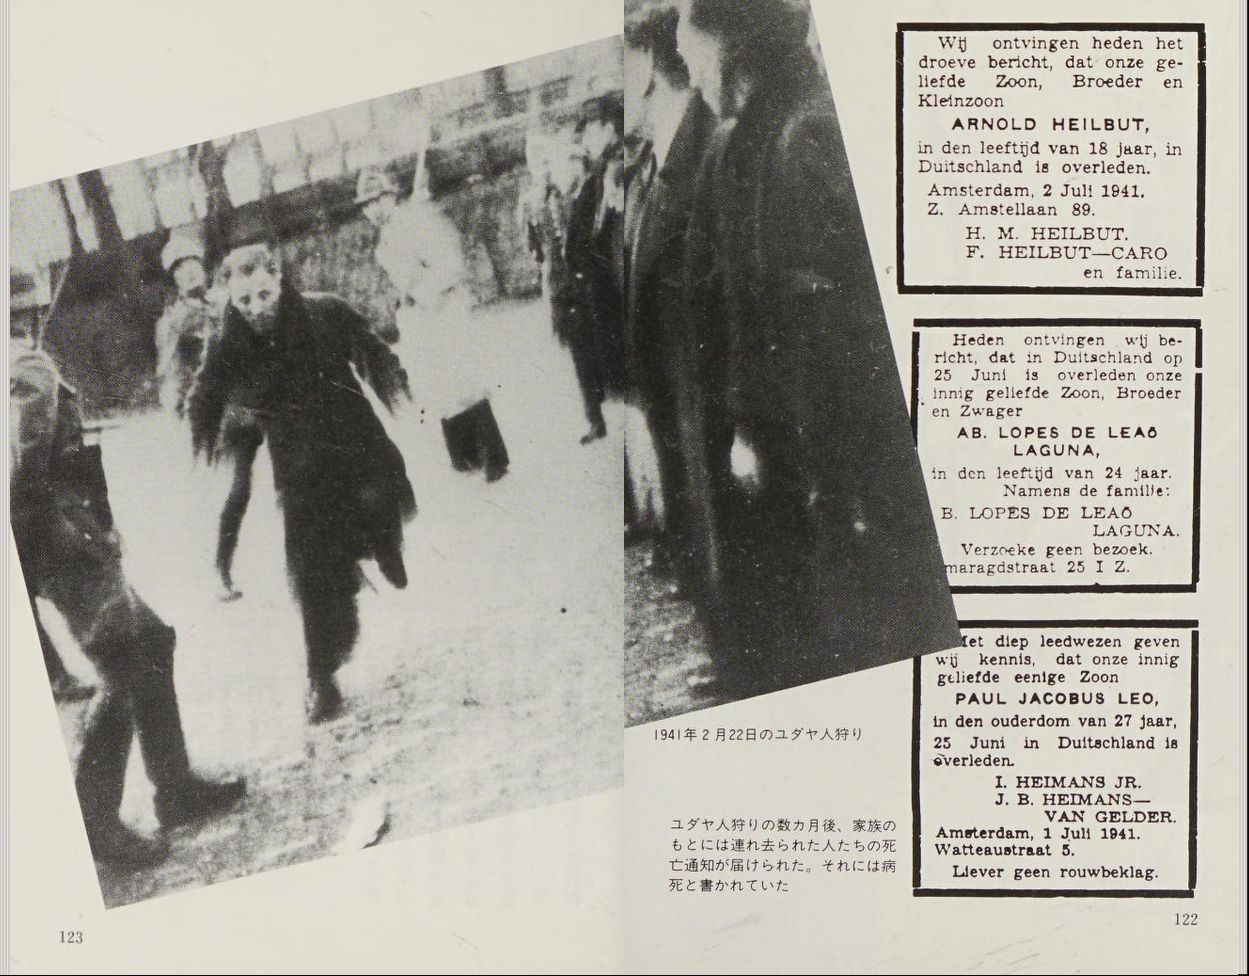 Wij ontvingen heden het
droeve bericht, dat onze ge-
liefde Zoon, Broeder en
Kleinzoon
ARNOLD HEILBUT,
in den leeftijd van 18 jaar, in
Duitschland is overleden.
Amsterdam, 2 Juli 1941.
Z. Amstellaan 89.
H. M. HEILBUT.
F. HEILBUT—CARO
en familie.
Heden ontvingen wij be-
richt, dat in Duitschland op
25 Juni is overleden onze
innig geliefde Zoon, Broeder
en Zwager
AB. LOPES DE LEAÕ
LAGUNA,
in den leeftijd van 24 jaar.
Namens de familie:
B. LOPES DE LEAÕ
LAGUNA.
Verzoeke geen bezoek.
maragdstraat 25 I Z.
Met diep leedwezen geven
wij kennis, dat onze innig
geliefde eenige Zoon
PAUL JACOBUS LEO,
in den ouderdom van 27 jaar,
25 Juni in Duitschland is
overleden.
I. HEIMANS JR.
J. B. HEIMANS—
VAN GELDER.
Amsterdam, 1 Juli 1941.
Watteaustraat 5.
Liever geen rouwbeklag.
1941年2月22日のユダヤ人狩り
ユダヤ人狩りの数カ月後、家族の
もとには連れ去られた人たちの死
亡通知が届けられた。それには病
死と書かれていた
122
123